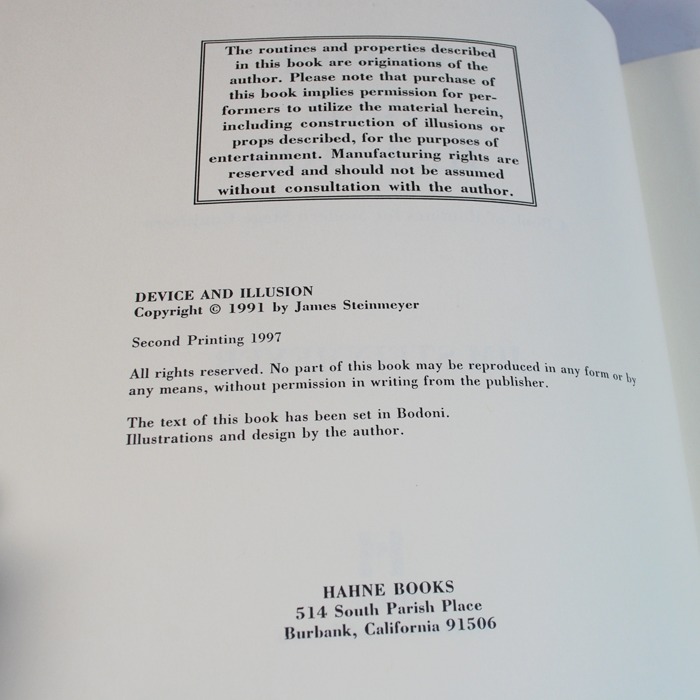 The routines and properties described
in this book are originations of the
author. Please note that purchase of
this book implies permission for per-
formers to utilize the material herein,
including construction of illusions or
props described, for the purposes of
entertainment. Manufacturing rights are
reserved and should not be assumed
without consultation with the author.
DEVICE AND ILLUSION
Copyright © 1991 by James Steinmeyer
Second Printing 1997
All rights reserved. No part of this book may be reproduced in any form or by
any means, without permission in writing from the publisher.
The text of this book has been set in Bodoni.
Illustrations and design by the author.
HAHNE BOOKS
514 South Parish Place
Burbank, California 91506